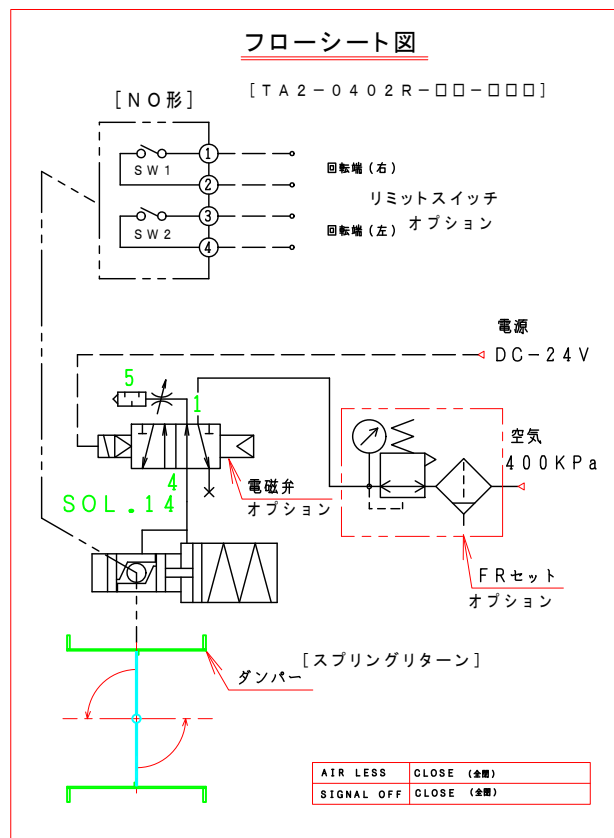 フローシート図
[NO形]
[TA2-0402R-□□-□□□]
1
SW1
2
3
SW2
4
回転端(右)
リミットスイッチ
回転端(左)
オプション
電源
DC-24V
5
1
4
SOL.14
電磁弁
オプション
空気
400KPa
FRセット
オプション
[スプリングリターン]
ダンパー
AIR LESS CLOSE (全閉)
SIGNAL OFF CLOSE (全閉)